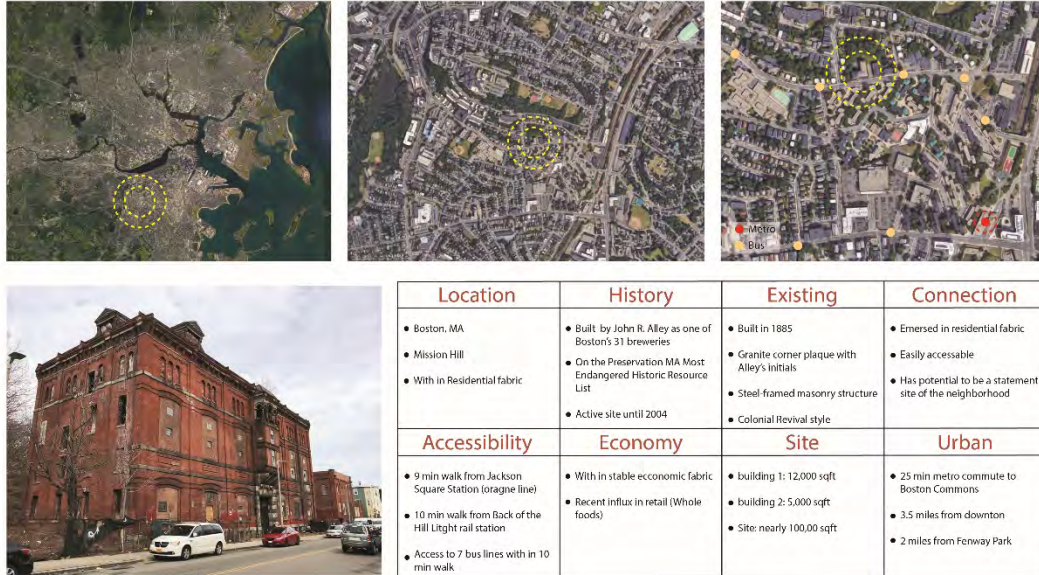 Metro
Bus
Location
History
Existing
Connection
Boston, MA
Mission Hill
With in Residential fabric
Built by John R. Alley as one of
Boston's 31 breweries
On the Preservation MA Most
Endangered Historic Resource
List
Active site until 2004
Built in 1885
Granite corner plaque with
Alley's initials
Steel-framed masonry structure
Colonial Revival style
Emersed in residential fabric
Easily accessable
Has potential to be a statement
site of the neighborhood
Accessibility
Economy
Site
Urban
9 min walk from Jackson
Square Station (oragne line)
10 min walk from Back of the
Hill Litght rail station
Access to 7 bus lines with in 10
min walk
With in stable economic fabric
Recent influx in retail (Whole
foods)
building 1: 12,000 sqft
building 2: 5,000 sqft
Site: nearly 100,00 sqft
25 min metro commute to
Boston Commons
3.5 miles from downton
2 miles from Fenway Park